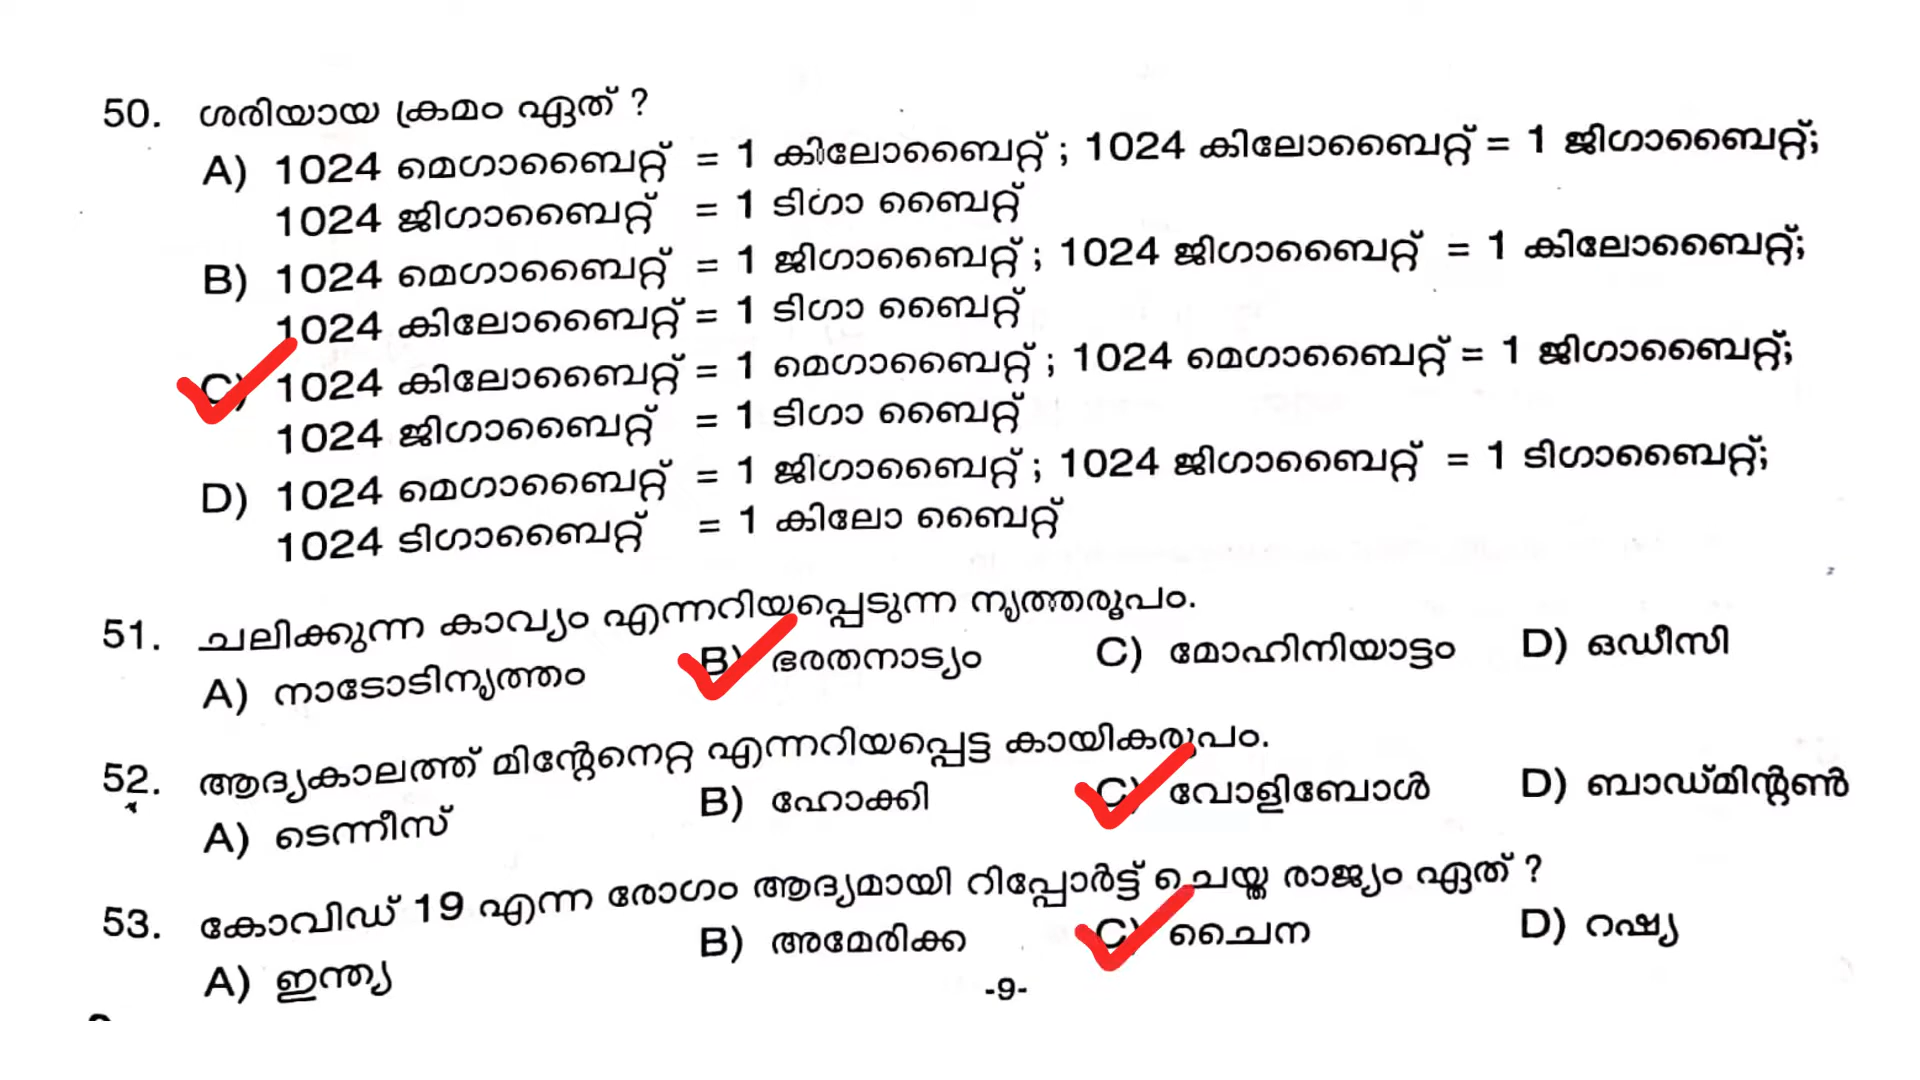 50. ശരിയായ ക്രമം ഏത് ?
A) 1024 മെഗാബൈറ്റ് = 1 കിലോബൈറ്റ് ; 1024 കിലോബൈറ്റ് = 1 ജിഗാബൈറ്റ്;
1024 ജിഗാബൈറ്റ് = 1 ടിഗാ ബൈറ്റ്
B) 1024 മെഗാബൈറ്റ് = 1 ജിഗാബൈറ്റ് ; 1024 ജിഗാബൈറ്റ് = 1 കിലോബൈറ്റ്;
1024 കിലോബൈറ്റ് = 1 ടിഗാ ബൈറ്റ്
C) 1024 കിലോബൈറ്റ് = 1 മെഗാബൈറ്റ് ; 1024 മെഗാബൈറ്റ് = 1 ജിഗാബൈറ്റ്;
1024 ജിഗാബൈറ്റ് = 1 ടിഗാ ബൈറ്റ്
D) 1024 മെഗാബൈറ്റ് = 1 ജിഗാബൈറ്റ് ; 1024 ജിഗാബൈറ്റ് = 1 ടിഗാബൈറ്റ്;
1024 ടിഗാബൈറ്റ് = 1 കിലോ ബൈറ്റ്
51. ചലിക്കുന്ന കാവ്യം എന്നറിയപ്പെടുന്ന നൃത്തരൂപം.
A) നാടോടിനൃത്തം B) ഭരതനാട്യം C) മോഹിനിയാട്ടം D) ഒഡീസി
52. ആദ്യകാലത്ത് മിന്റേനെറ്റ എന്നറിയപ്പെട്ട കായികരൂപം.
A) ടെന്നീസ് B) ഹോക്കി C) വോളിബോൾ D) ബാഡ്മിന്റൺ
53. കോവിഡ് 19 എന്ന രോഗം ആദ്യമായി റിപ്പോർട്ട് ചെയ്ത രാജ്യം ഏത് ?
A) ഇന്ത്യ B) അമേരിക്ക C) ചൈന D) റഷ്യ
-9-